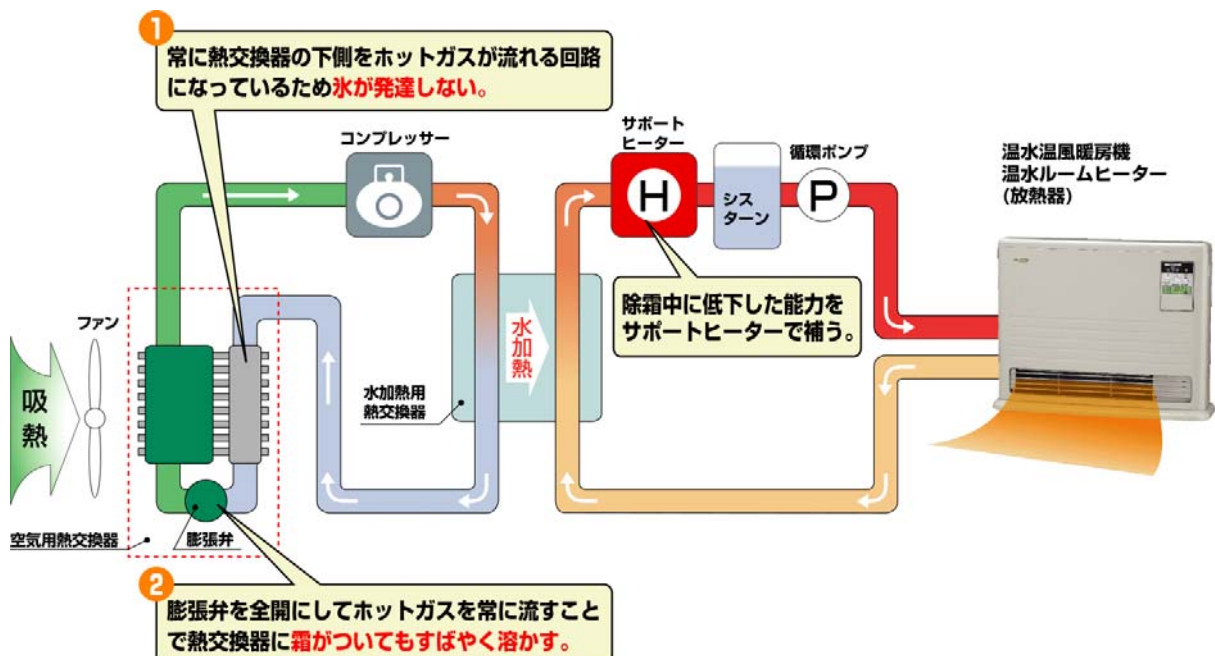 1
常に熱交換器の下側をホットガスが流れる回路
になっているため氷が発達しない。
コンプレッサー
サポート
ヒーター
H
シス
ターン
循環ポンプ
P
温水温風暖房機
温水ルームヒーター
(放熱器)
除霜中に低下した能力を
サポートヒーターで補う。
ファン
吸熱
水加熱
水加熱用
熱交換器
空気用熱交換器
膨張弁
2
膨張弁を全開にしてホットガスを常に流すこと
で熱交換器に霜がついてもすばやく溶かす。